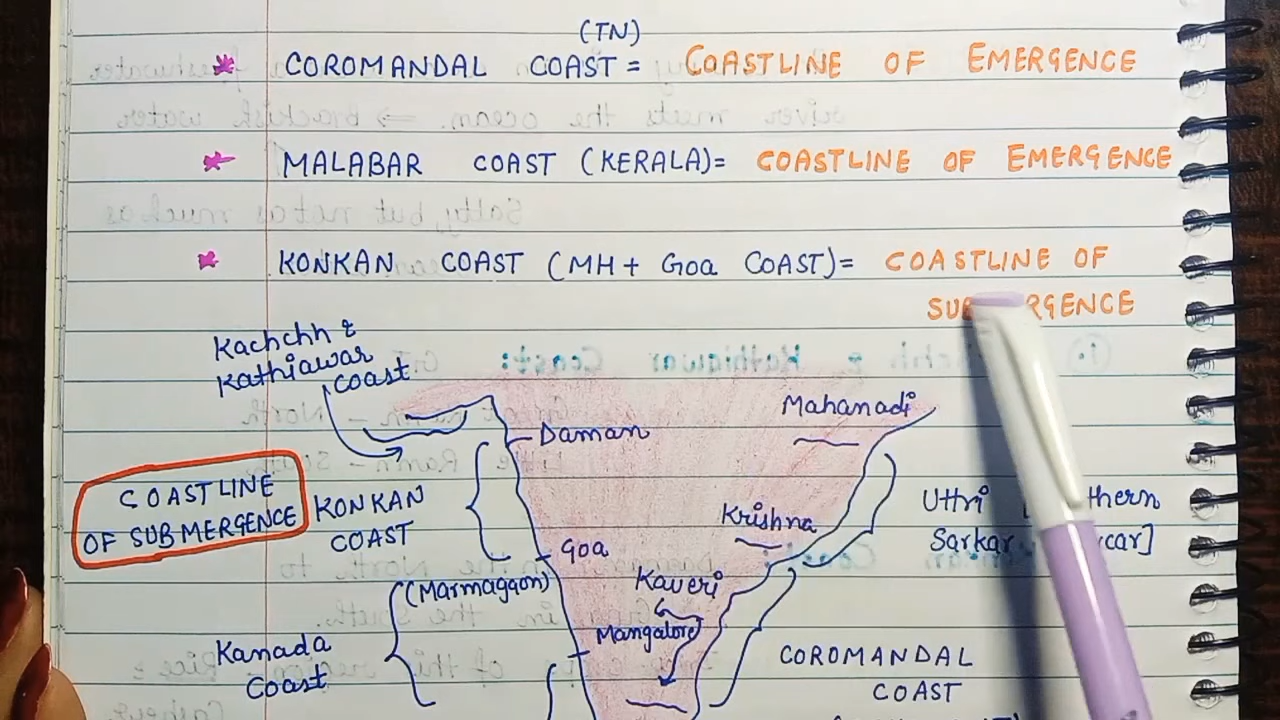 (TN)
COROMANDAL COAST = COASTLINE OF EMERGENCE
MALABAR COAST (KERALA)= COASTLINE OF EMERGENCE
KONKAN COAST (MH+ GOA COAST)= COASTLINE OF
Kachchh &
Kathiawar
Coast
Mahanadi
Daman
COASTLINE
OF SUBMERGENCE
KONKAN
COAST
Krishna
Uthri
Sarkar
Goa
(Marmagaon)
Kaveri
Mangalore
Kanada
Coast
COROMANDAL
COAST